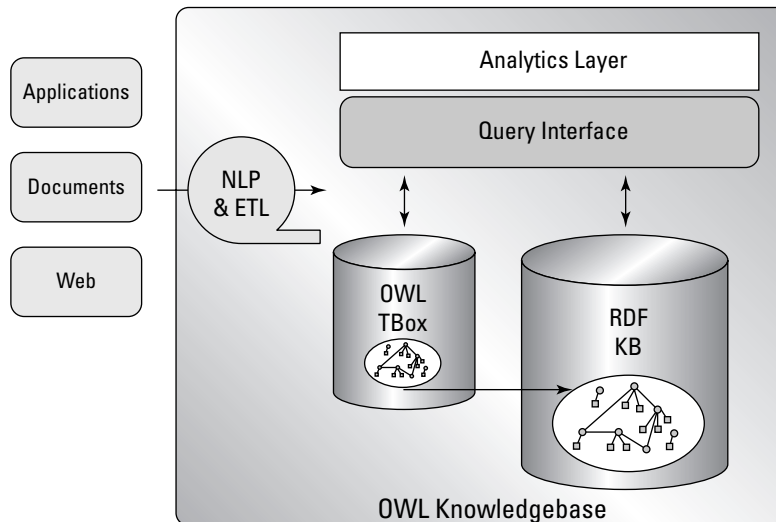 Applications
Documents
Web
NLP
& ETL
Analytics Layer
Query Interface
OWL
TBox
RDF
KB
OWL Knowledgebase